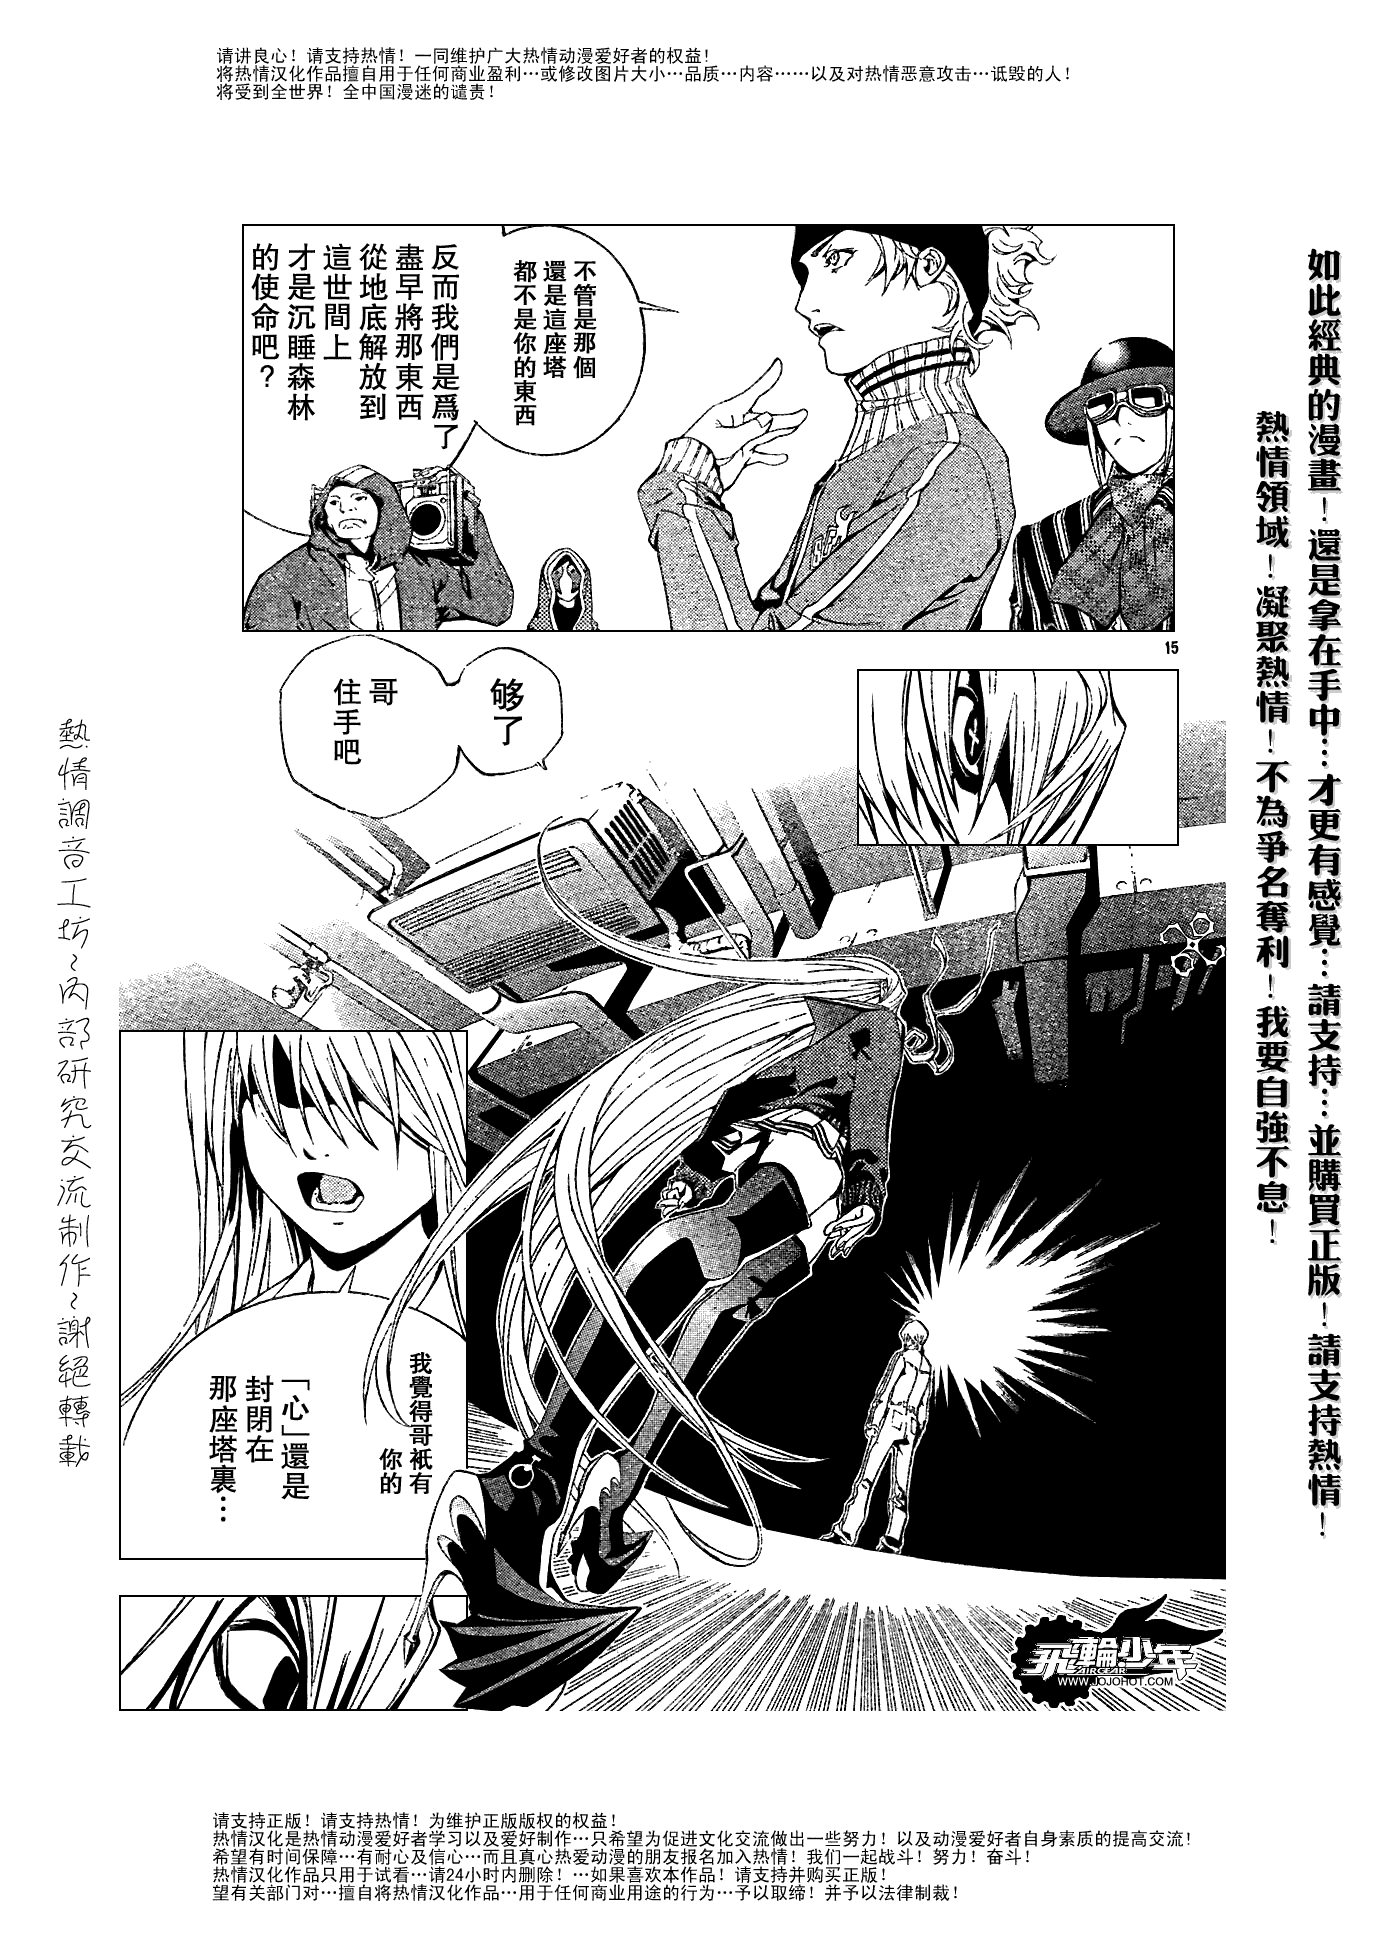 请讲良心！请支持热情！一同维护广大热情动漫爱好者的权益！
将热情汉化作品擅自用于任何商业盈利…或修改图片大小…品质…内容……以及对热情恶意攻击…诋毁的人！
将受到全世界！全中国漫迷的谴责！
如此經典的漫畫！還是拿在手中…才更有感覺…請支持…並購買正版！請支持熱情！
熱情領域！凝聚熱情！不為爭名奪利！我要自強不息！
不管是那個
還是這座塔
都不是你的東西
反而我們是爲了
盡早將那東西
從地底解放到
這世間上
才是沉睡森林
的使命吧？
15
够了
哥
住手吧
我覺得哥祇有
你的
「心」還是
封閉在
那座塔裏…
熱情調音工坊~內部研究交流制作~謝絕轉載
飛輪少年
AIRGEAR
WWW.JOJOHOT.COM
请支持正版！请支持热情！为维护正版版权的权益！
热情汉化是热情动漫爱好者学习以及爱好制作…只希望为促进文化交流做出一些努力！以及动漫爱好者自身素质的提高交流！
希望有时间保障…有耐心及信心…而且真心热爱动漫的朋友报名加入热情！我们一起战斗！努力！奋斗！
热情汉化作品只用于试看…请24小时内删除！…如果喜欢本作品！请支持并购买正版！
望有关部门对…擅自将热情汉化作品…用于任何商业用途的行为…予以取缔！并予以法律制裁！